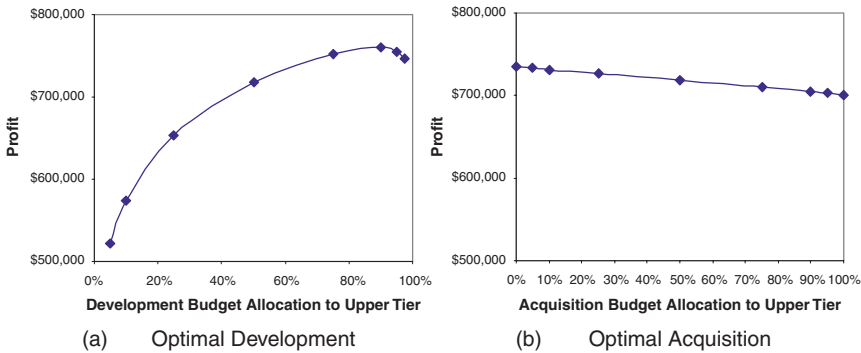 $800,000
$700,000
$600,000
$500,000
Profit
0% 20% 40% 60% 80% 100%
Development Budget Allocation to Upper Tier
(a) Optimal Development
$800,000
$700,000
$600,000
$500,000
Profit
0% 10% 20% 30% 40% 50% 60% 70% 80% 90% 100%
Acquisition Budget Allocation to Upper Tier
(b) Optimal Acquisition